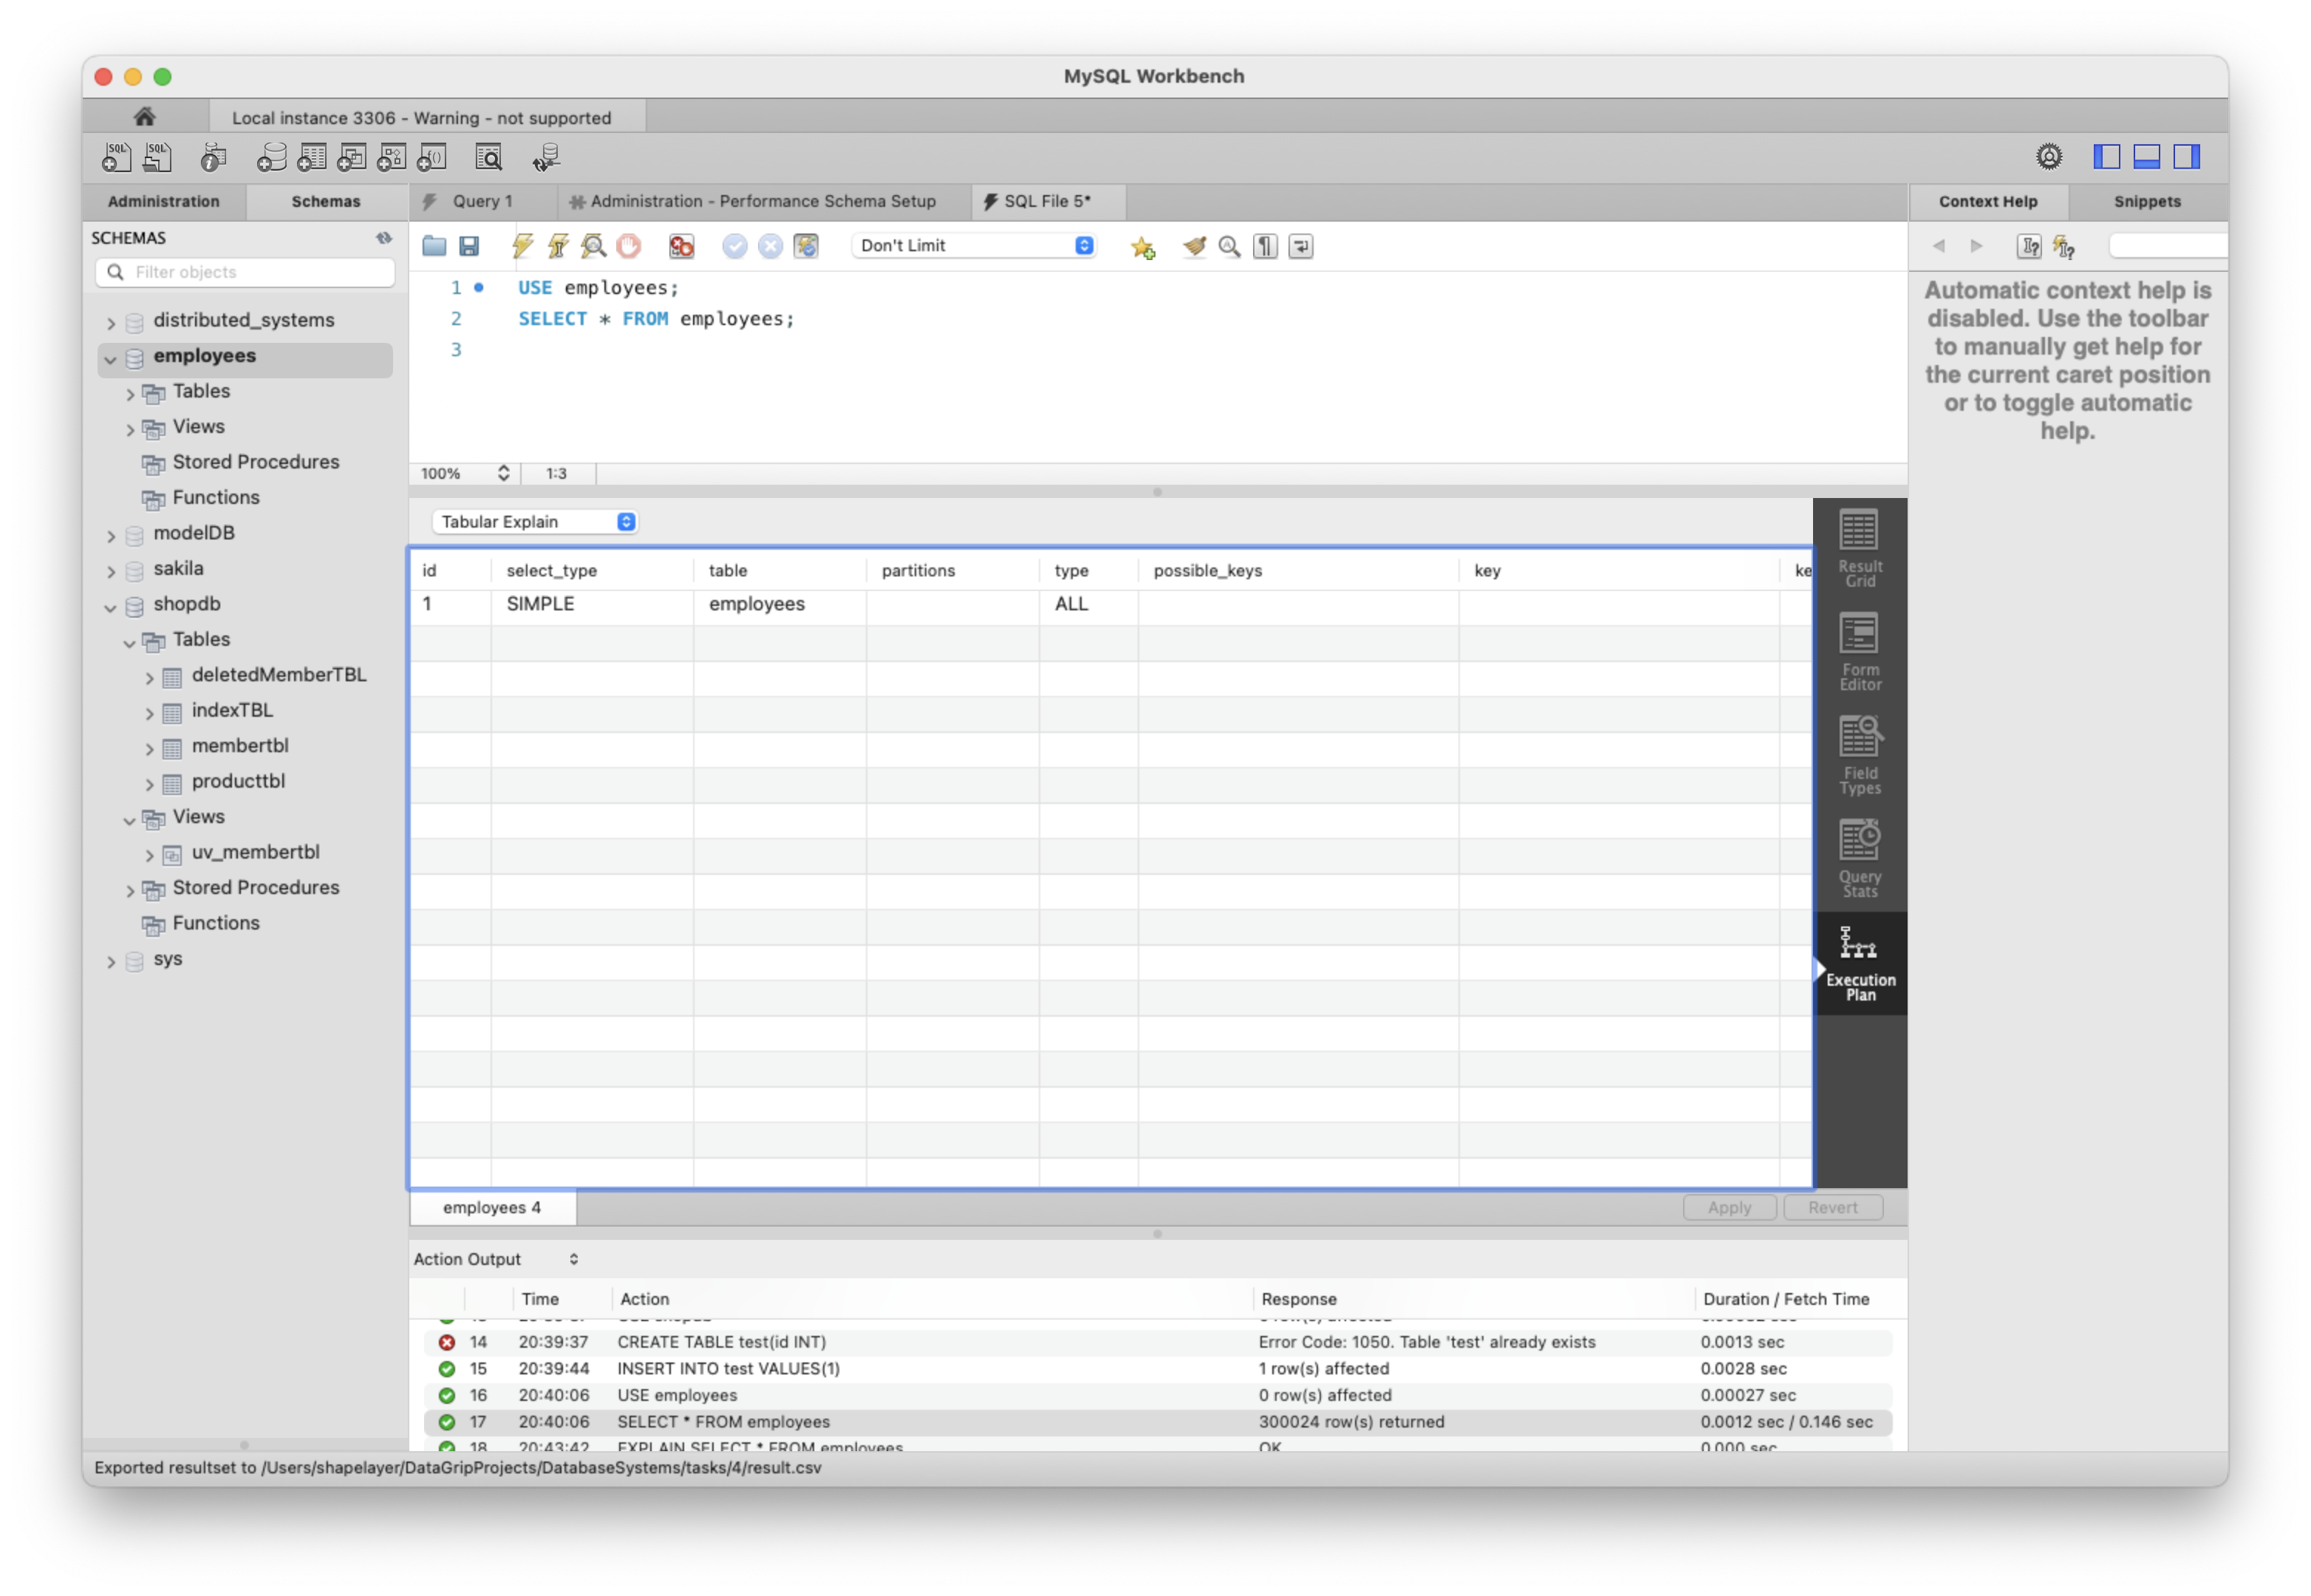 MySQL Workbench
Local instance 3306 - Warning - not supported
SQL SQL
Administration Schemas
Query 1 Administration - Performance Schema Setup SQL File 5*
Context Help Snippets
SCHEMAS
Filter objects
distributed_systems
employees
Tables
Views
Stored Procedures
Functions
modelDB
sakila
shopdb
Tables
deletedMemberTBL
indexTBL
membertbl
producttbl
Views
uv_membertbl
Stored Procedures
Functions
sys
Don't Limit
1 USE employees;
2 SELECT * FROM employees;
3
100% 1:3
Tabular Explain
id select_type table partitions type possible_keys key ke
1 SIMPLE employees ALL
Result
Grid
Form
Editor
Field
Types
Query
Stats
Execution
Plan
employees 4 Apply Revert
Action Output
Time Action Response Duration / Fetch Time
14 20:39:37 CREATE TABLE test(id INT) Error Code: 1050. Table 'test' already exists 0.0013 sec
15 20:39:44 INSERT INTO test VALUES(1) 1 row(s) affected 0.0028 sec
16 20:40:06 USE employees 0 row(s) affected 0.00027 sec
17 20:40:06 SELECT * FROM employees 300024 row(s) returned 0.0012 sec / 0.146 sec
18 20:43:42 EXPLAIN SELECT * FROM employees OK 0.000 sec
Automatic context help is
disabled. Use the toolbar
to manually get help for
the current caret position
or to toggle automatic
help.
Exported resultset to /Users/shapelayer/DataGripProjects/DatabaseSystems/tasks/4/result.csv